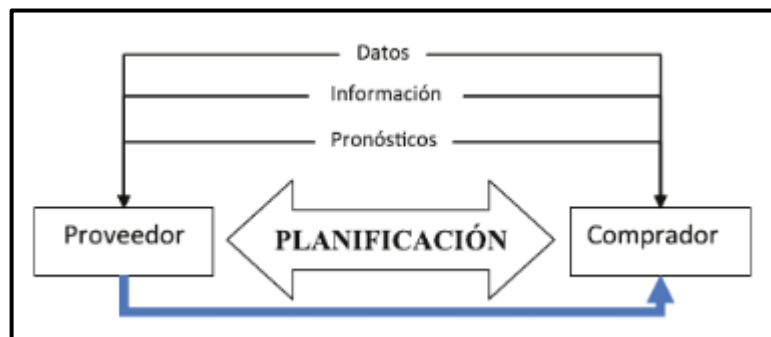 Datos
Información
Pronósticos
Proveedor
PLANIFICACIÓN
Comprador